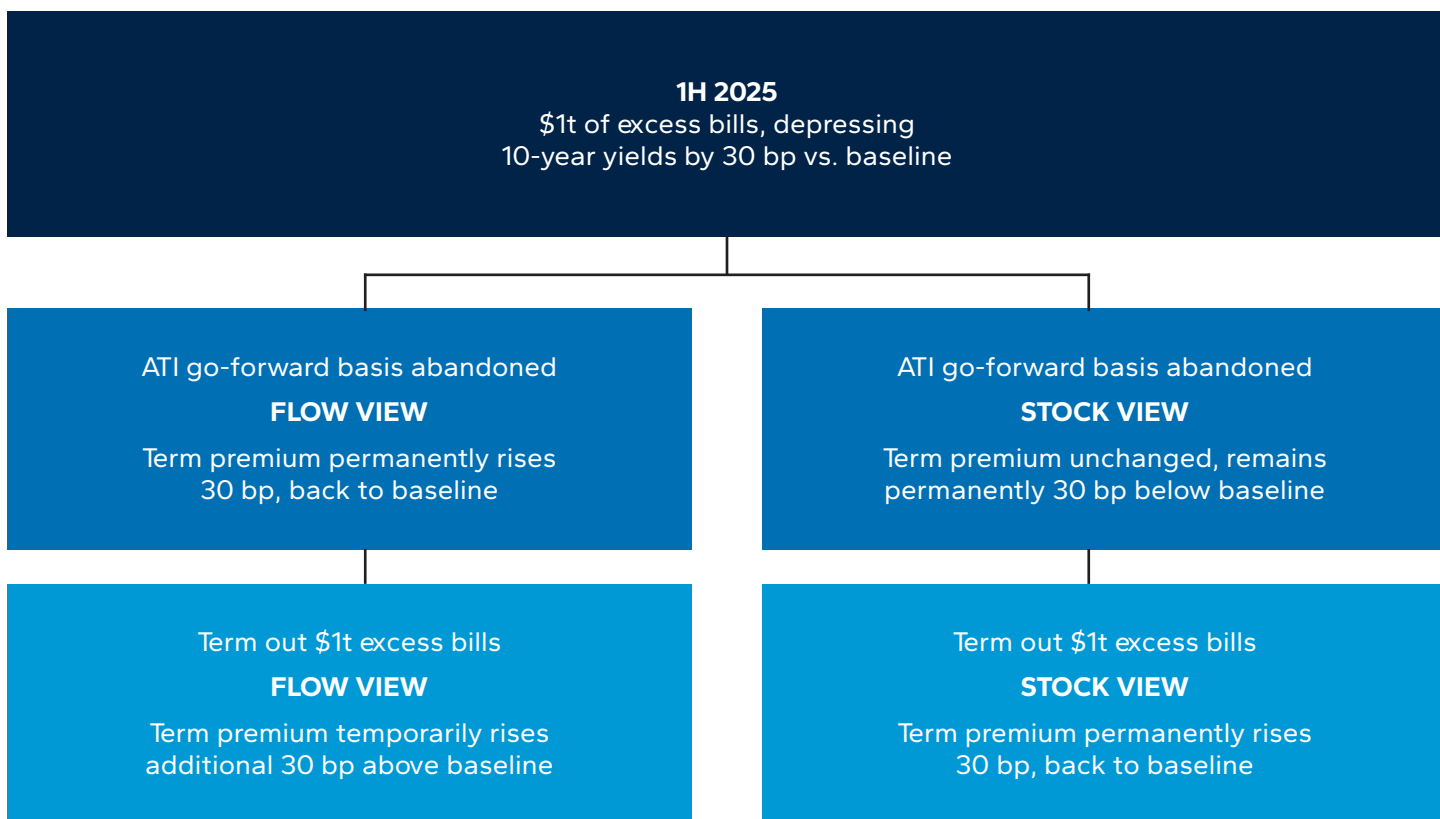 1H 2025
$1t of excess bills, depressing
10-year yields by 30 bp vs. baseline
ATI go-forward basis abandoned
FLOW VIEW
Term premium permanently rises
30 bp, back to baseline
ATI go-forward basis abandoned
STOCK VIEW
Term premium unchanged, remains
permanently 30 bp below baseline
Term out $1t excess bills
FLOW VIEW
Term premium temporarily rises
additional 30 bp above baseline
Term out $1t excess bills
STOCK VIEW
Term premium permanently rises
30 bp, back to baseline